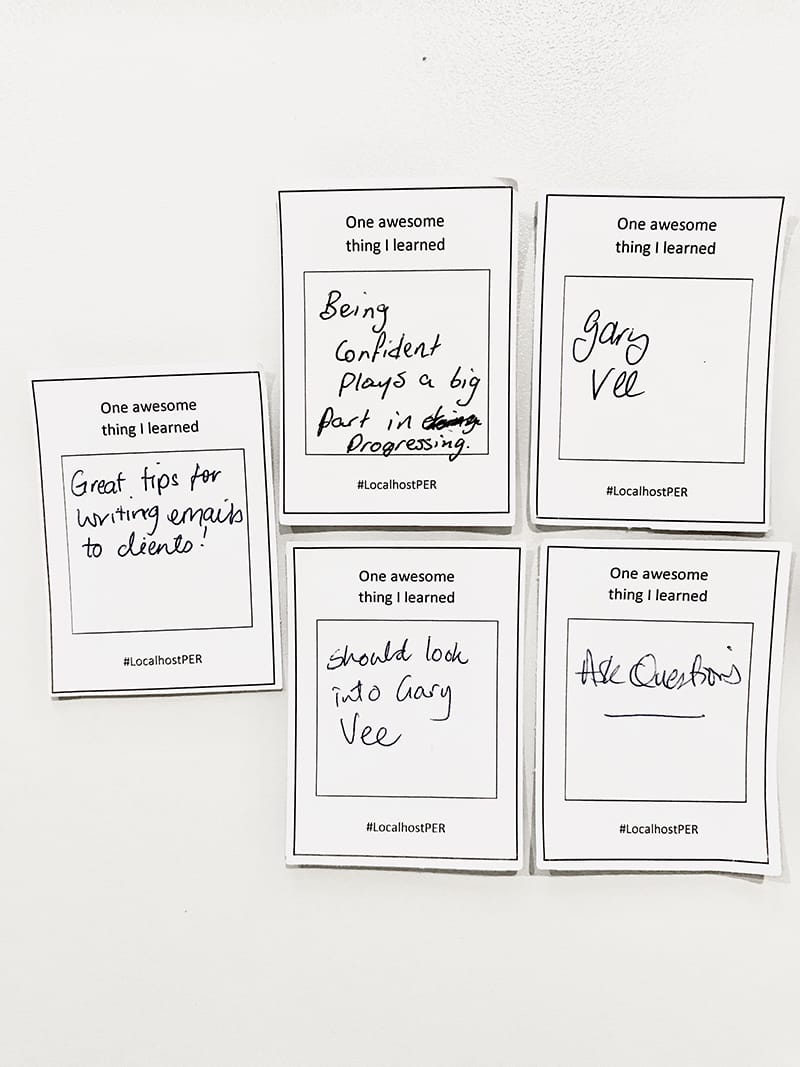 One awesome
thing I learned
Great tips for
writing emails
to clients!
#LocalhostPER
One awesome
thing I learned
Being
Confident
plays a big
part in
Progressing.
#LocalhostPER
One awesome
thing I learned
Gary
Vee
#LocalhostPER
One awesome
thing I learned
should look
into Gary
Vee
#LocalhostPER
One awesome
thing I learned
Ask Questions
#LocalhostPER